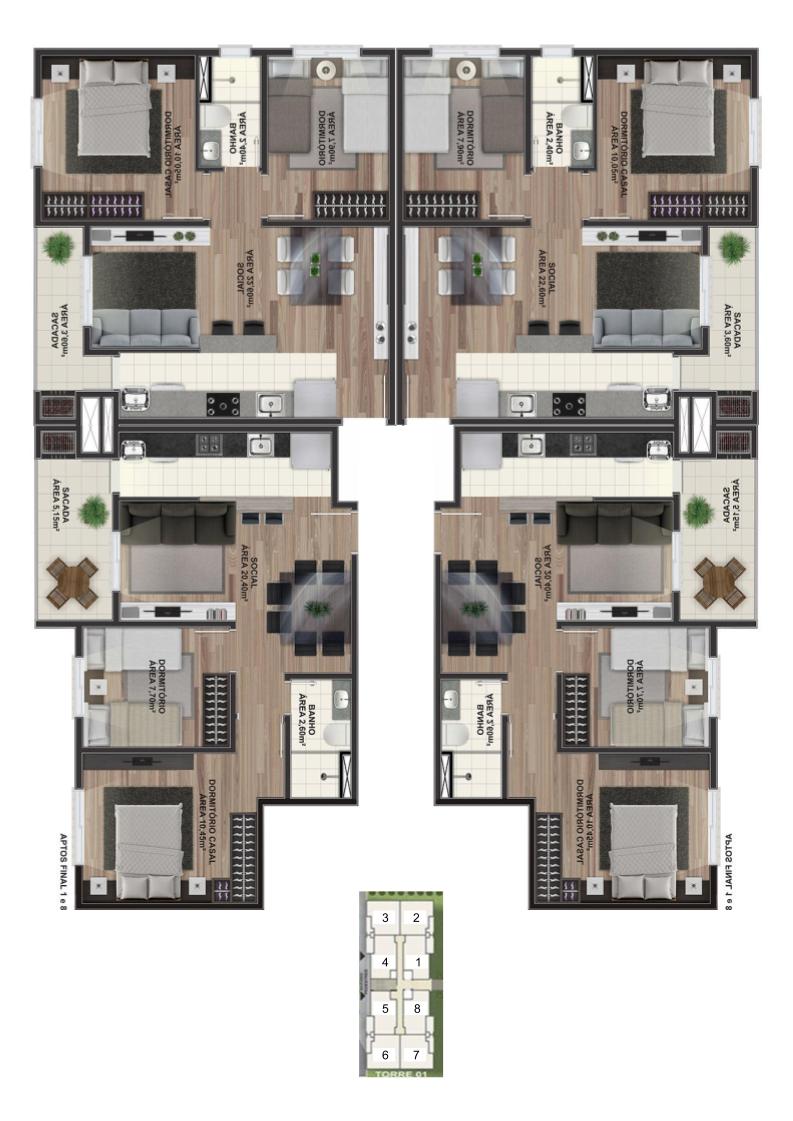 DORMITÓRIO CASAL
ÁREA 10,05m²
BANHO
ÁREA 2,40m²
DORMITÓRIO
ÁREA 7,90m²
DORMITÓRIO
ÁREA 7,90m²
BANHO
ÁREA 2,40m²
DORMITÓRIO CASAL
ÁREA 10,05m²
SACADA
ÁREA 3,60m²
SOCIAL
ÁREA 22,60m²
SOCIAL
ÁREA 22,60m²
SACADA
ÁREA 3,60m²
SACADA
ÁREA 5,15m²
SOCIAL
ÁREA 20,40m²
SOCIAL
ÁREA 20,40m²
SACADA
ÁREA 5,15m²
DORMITÓRIO
ÁREA 7,70m²
BANHO
ÁREA 2,60m²
BANHO
ÁREA 2,60m²
DORMITÓRIO
ÁREA 7,70m²
DORMITÓRIO CASAL
ÁREA 10,45m²
DORMITÓRIO CASAL
ÁREA 10,45m²
APTOS FINAL 1 e 8
APTOS FINAL 1 e 8
3 2
4 1
5 8
6 7
TORRE 01